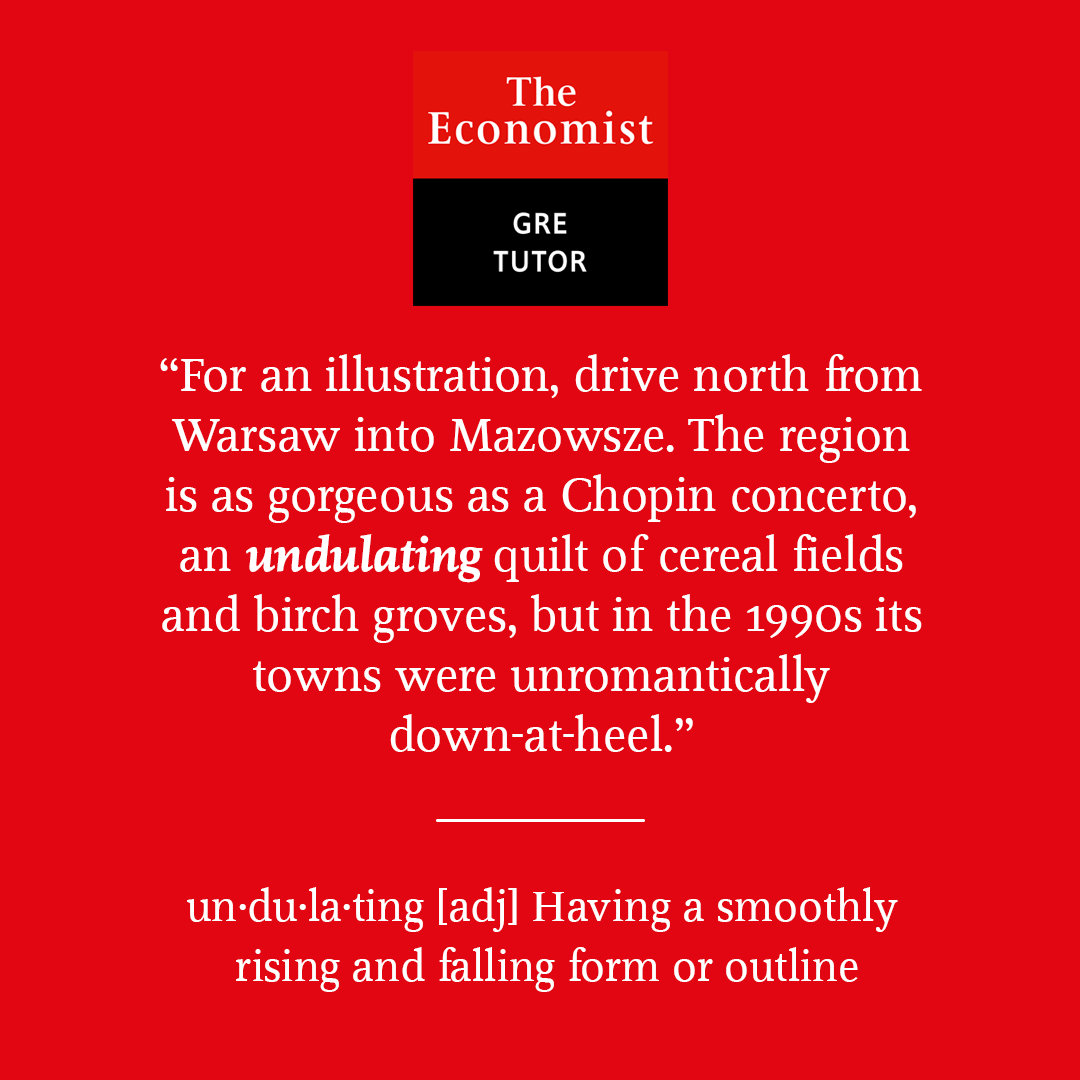 The
Economist
GRE
TUTOR
“For an illustration, drive north from
Warsaw into Mazowsze. The region
is as gorgeous as a Chopin concerto,
an undulating quilt of cereal fields
and birch groves, but in the 1990s its
towns were unromantically
down-at-heel.”
un·du·la·ting [adj] Having a smoothly
rising and falling form or outline